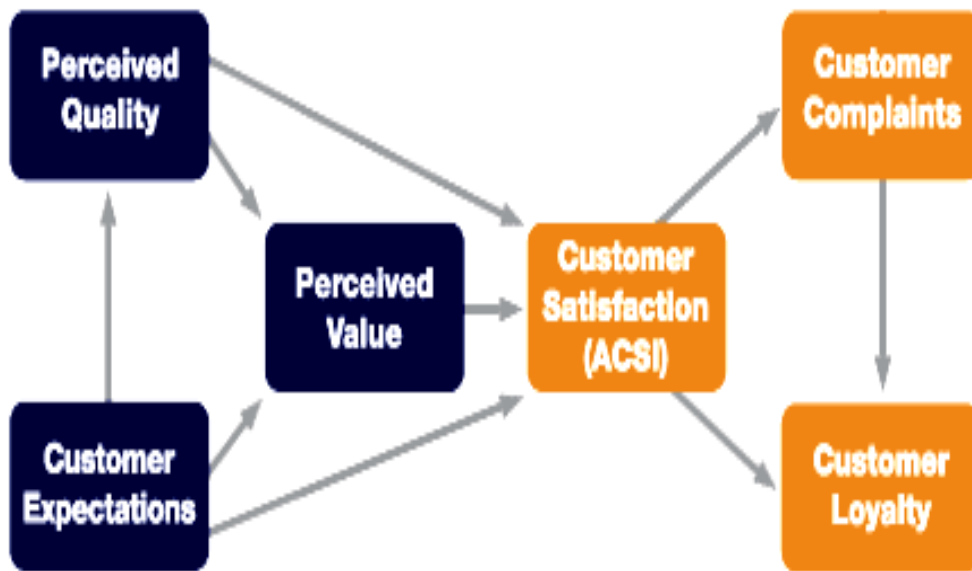 Perceived
Quality
Customer
Complaints
Perceived
Value
Customer
Satisfaction
(ACSI)
Customer
Expectations
Customer
Loyalty